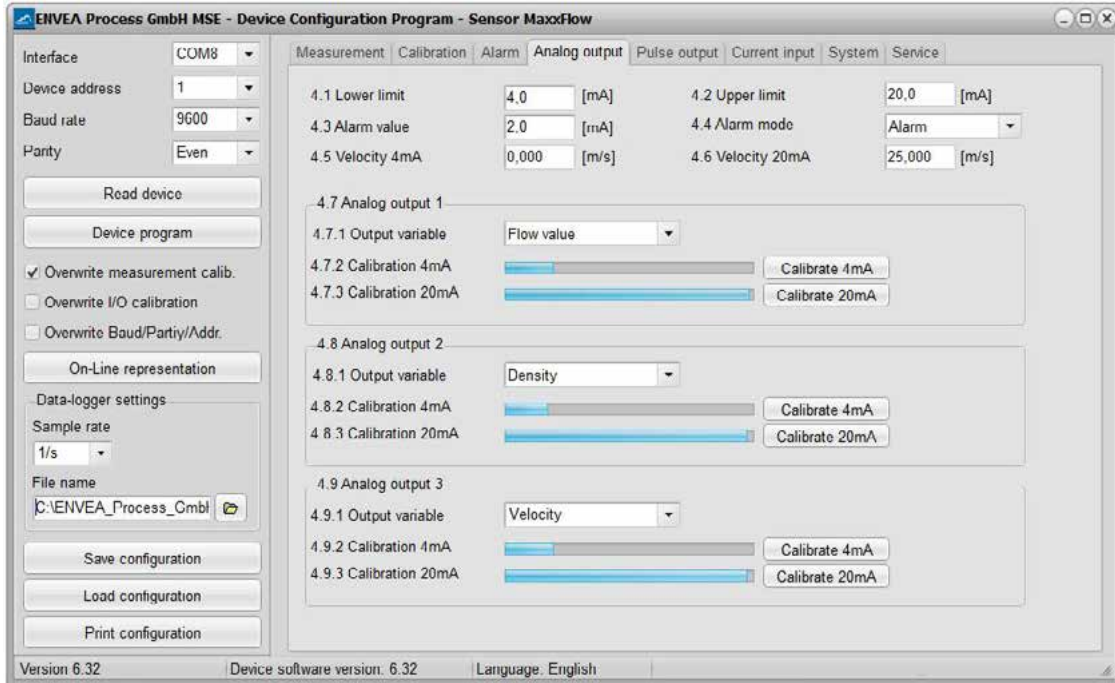 ENVEA Process GmbH MSE - Device Configuration Program - Sensor MaxxFlow
Interface COM8
Device address 1
Baud rate 9600
Parity Even
Read device
Device program
Overwrite measurement calib.
Overwrite I/O calibration
Overwrite Baud/Partiy/Addr.
On-Line representation
Data-logger settings
Sample rate
1/s
File name
C:\ENVEA_Process_GmbH
Save configuration
Load configuration
Print configuration
Measurement Calibration Alarm Analog output Pulse output Current input System Service
4.1 Lower limit 4,0 [mA] 4.2 Upper limit 20,0 [mA]
4.3 Alarm value 2,0 [mA] 4.4 Alarm mode Alarm
4.5 Velocity 4mA 0,000 [m/s] 4.6 Velocity 20mA 25,000 [m/s]
4.7 Analog output 1
4.7.1 Output variable Flow value
4.7.2 Calibration 4mA Calibrate 4mA
4.7.3 Calibration 20mA Calibrate 20mA
4.8 Analog output 2
4.8.1 Output variable Density
4.8.2 Calibration 4mA Calibrate 4mA
4 8.3 Calibration 20mA Calibrate 20mA
4.9 Analog output 3
4.9.1 Output variable Velocity
4.9.2 Calibration 4mA Calibrate 4mA
4.9.3 Calibration 20mA Calibrate 20mA
Version 6.32 Device software version: 6.32 Language: English